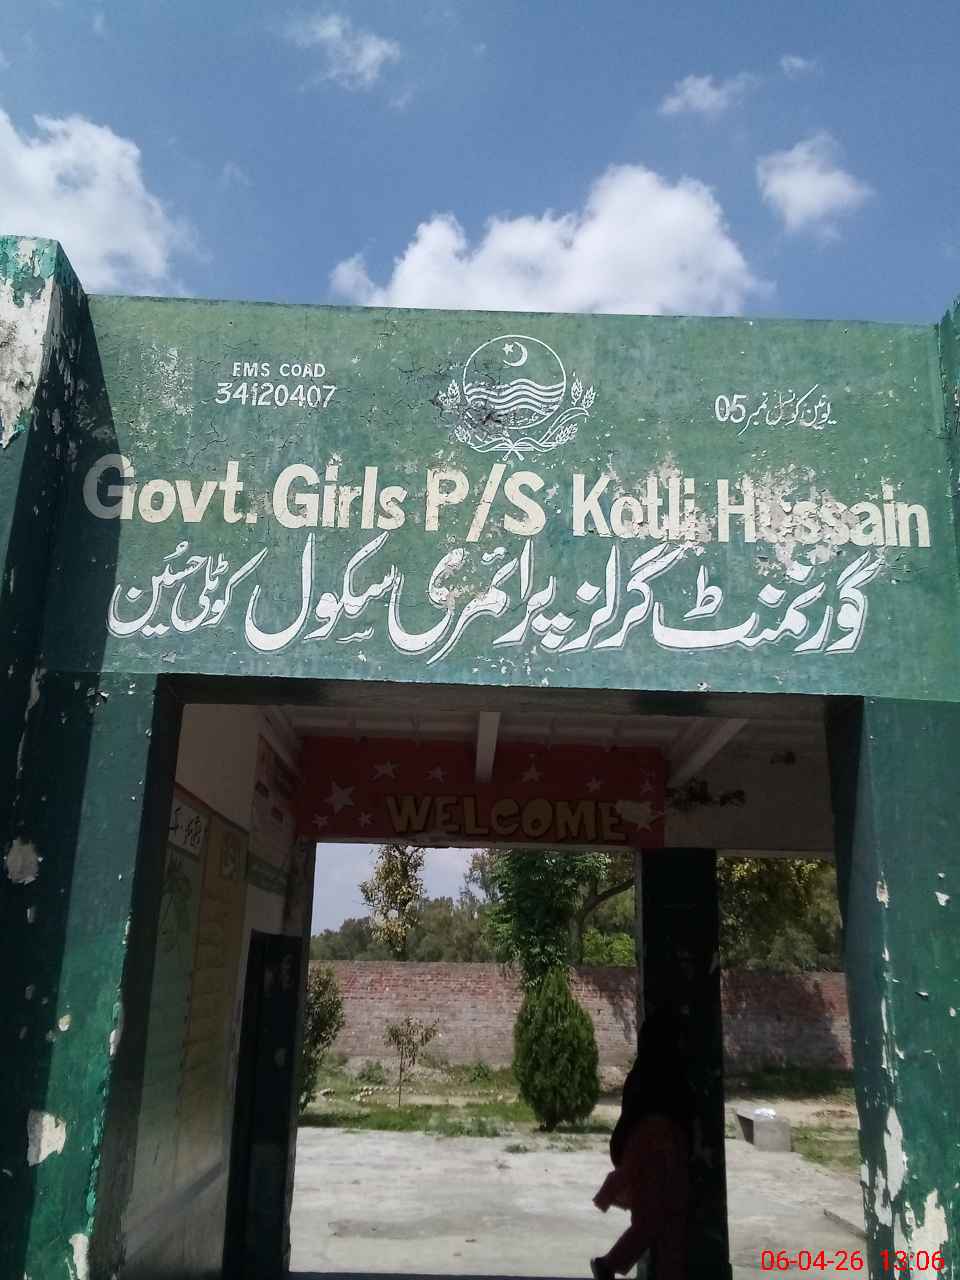 EMS COAD
34120407
یونین کونسل نمبر 05
Govt. Girls P/S Kotli Hussain
گورنمنٹ گرلز پرائمری سکول کوٹلی حسین
WELCOME
06-04-26 13:06